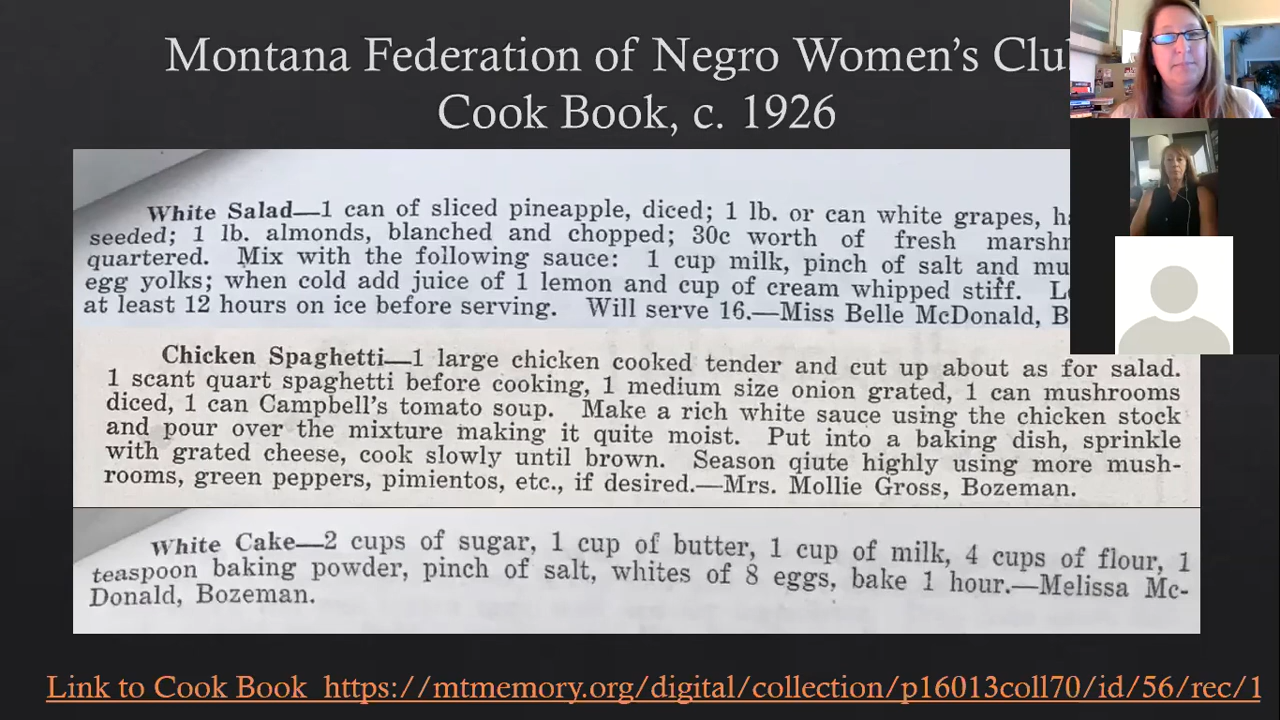 Montana Federation of Negro Women's
Cook Book, c. 1926
White Salad—1 can of sliced pineapple, diced; 1 lb. or can white grapes,
seeded; 1 lb. almonds, blanched and chopped; 30c worth of fresh
quartered. Mix with the following sauce: 1 cup milk, pinch of salt and
egg yolks; when cold add juice of 1 lemon and cup of cream whipped stiff.
at least 12 hours on ice before serving. Will serve 16.—Miss Belle McDonald,
Chicken Spaghetti—1 large chicken cooked tender and cut up about as for salad.
1 scant quart spaghetti before cooking, 1 medium size onion grated, 1 can mushrooms
diced, 1 can Campbell's tomato soup. Make a rich white sauce using the chicken stock
and pour over the mixture making it quite moist. Put into a baking dish, sprinkle
with grated cheese, cook slowly until brown. Season qiute highly using more mush-
rooms, green peppers, pimientos, etc., if desired.—Mrs. Mollie Gross, Bozeman.
White Cake—2 cups of sugar, 1 cup of butter, 1 cup of milk, 4 cups of flour, 1
teaspoon baking powder, pinch of salt, whites of 8 eggs, bake 1 hour.—Melissa Mc-
Donald, Bozeman.
Link to Cook Book https://mtmemory.org/digital/collection/p16013coll70/id/56/rec/1